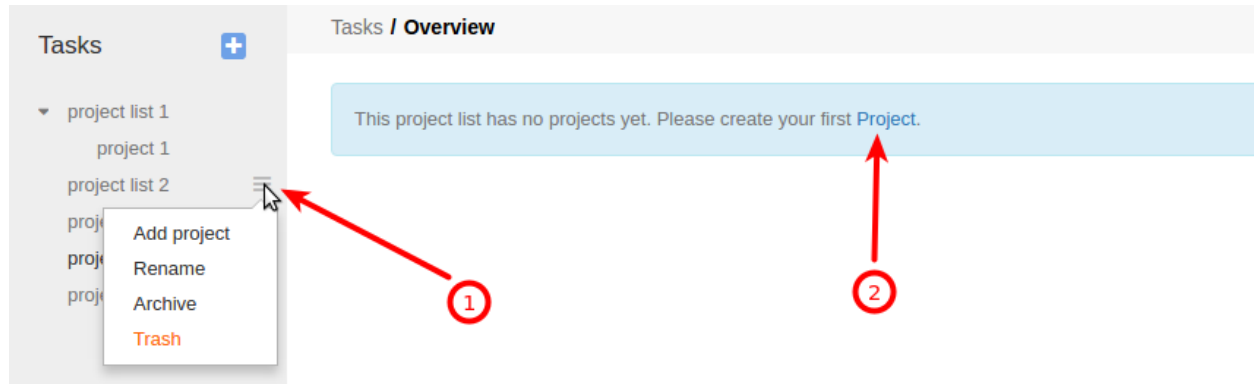 Tasks
Tasks / Overview
project list 1
project 1
project list 2
Add project
Rename
Archive
Trash
This project list has no projects yet. Please create your first Project.
1
2